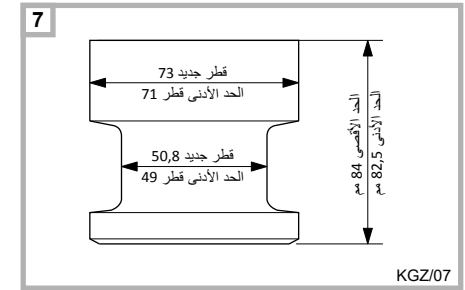 7
قطر جديد 73
الحد الأدنى قطر 71
قطر جديد 50,8
الحد الأدنى قطر 49
الحد الأقصى 84 مم
الحد الأدنى 82,5 مم
KGZ/07